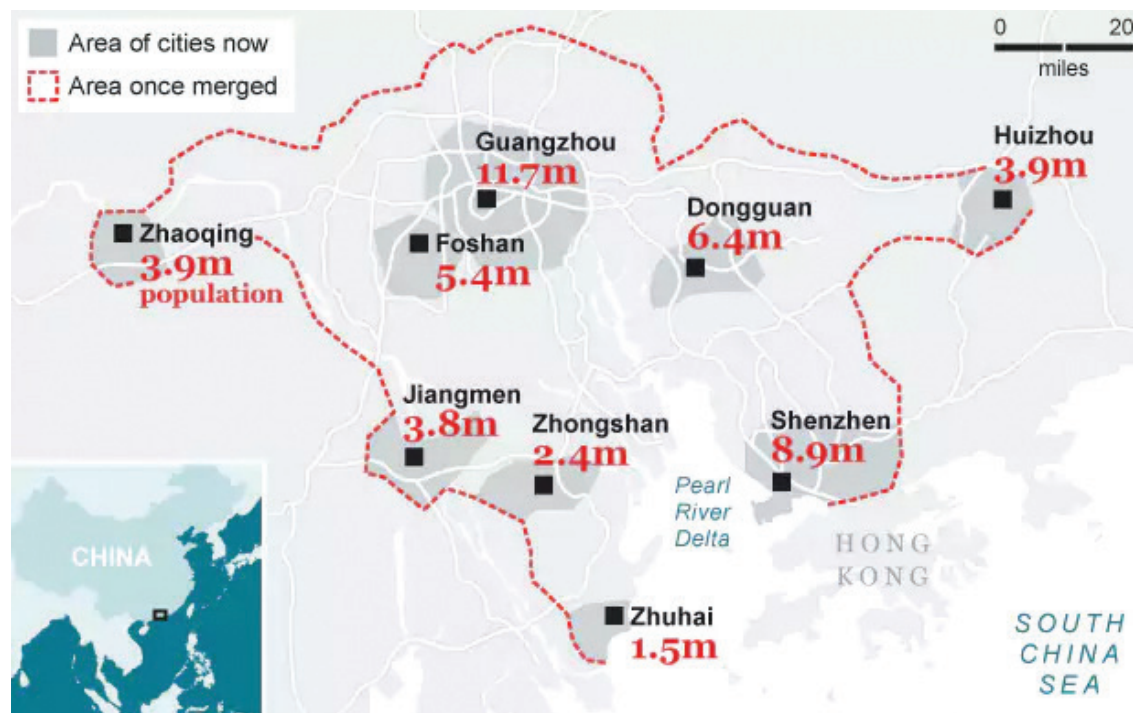 Area of cities now
Area once merged
0 20
miles
Guangzhou
11.7m
Huizhou
3.9m
Dongguan
6.4m
Zhaoqing
3.9m
population
Foshan
5.4m
Jiangmen
3.8m
Zhongshan
2.4m
Shenzhen
8.9m
Pearl
River
Delta
HONG
KONG
CHINA
Zhuhai
1.5m
SOUTH
CHINA
SEA